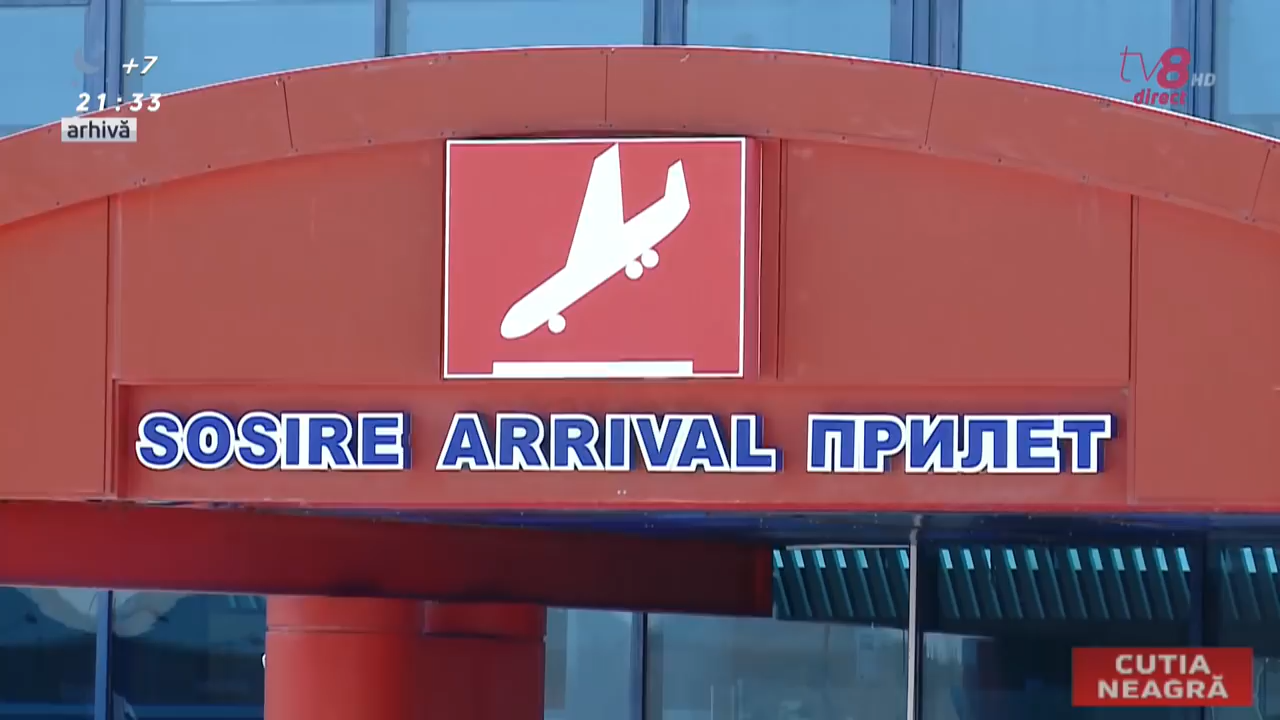 +7
21:33
arhivă
tv8 HD
direct
SOSIRE ARRIVAL ПРИЛЕТ
CUTIA
NEAGRĂ